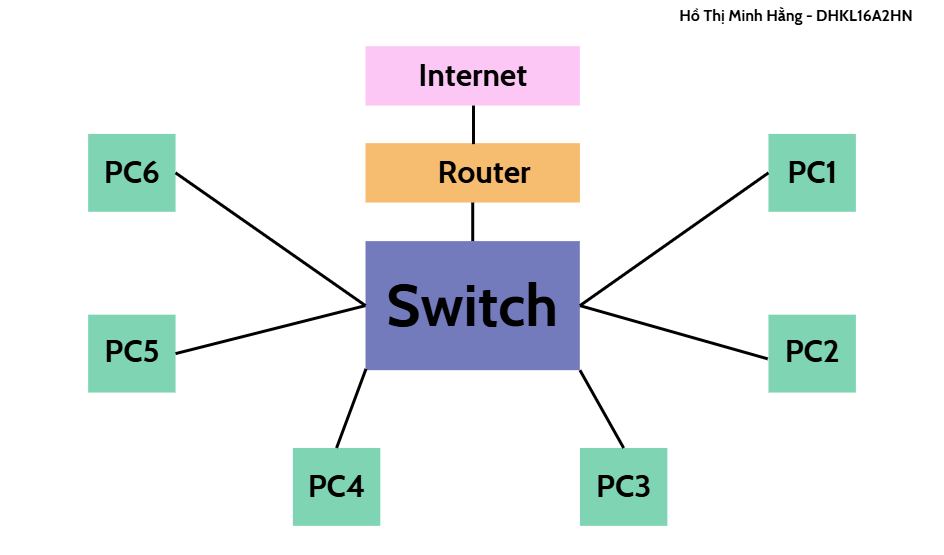 Hồ Thị Minh Hằng - DHKL16A2HN
Internet
Router
PC6
PC1
Switch
PC5
PC2
PC4
PC3